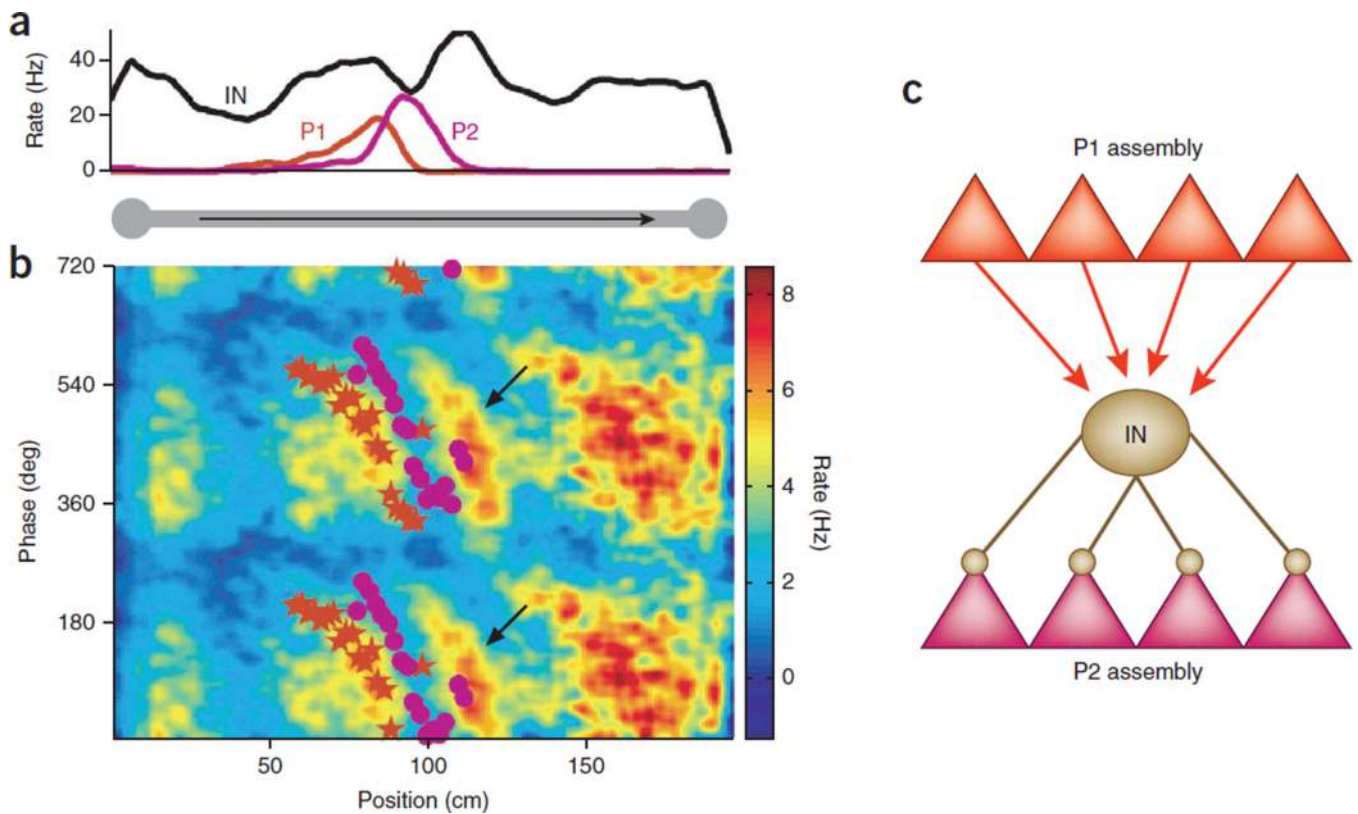 a
Rate (Hz)
40
20
0
IN
P1
P2
b
Phase (deg)
720
540
360
180
50
100
150
Position (cm)
8
6
4
2
0
Rate (Hz)
c
P1 assembly
IN
P2 assembly